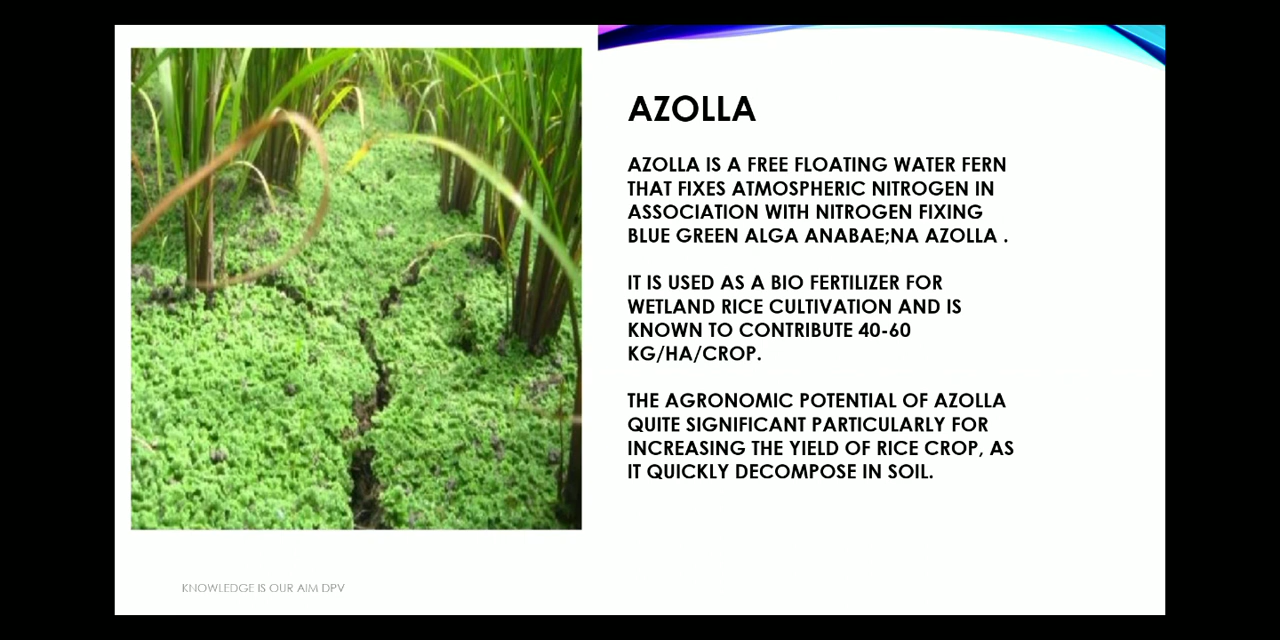 AZOLLA
AZOLLA IS A FREE FLOATING WATER FERN
THAT FIXES ATMOSPHERIC NITROGEN IN
ASSOCIATION WITH NITROGEN FIXING
BLUE GREEN ALGA ANABAE;NA AZOLLA .
IT IS USED AS A BIO FERTILIZER FOR
WETLAND RICE CULTIVATION AND IS
KNOWN TO CONTRIBUTE 40-60
KG/HA/CROP.
THE AGRONOMIC POTENTIAL OF AZOLLA
QUITE SIGNIFICANT PARTICULARLY FOR
INCREASING THE YIELD OF RICE CROP, AS
IT QUICKLY DECOMPOSE IN SOIL.
KNOWLEDGE IS OUR AIM DPV